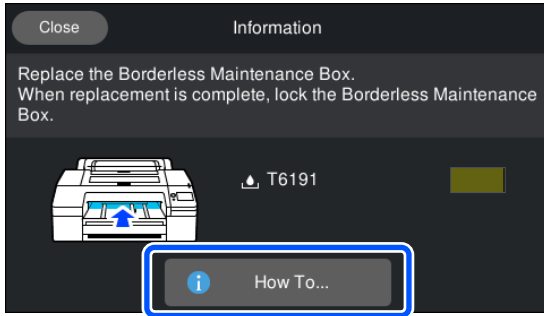 Close
Information
Replace the Borderless Maintenance Box.
When replacement is complete, lock the Borderless Maintenance
Box.
T6191
How To...